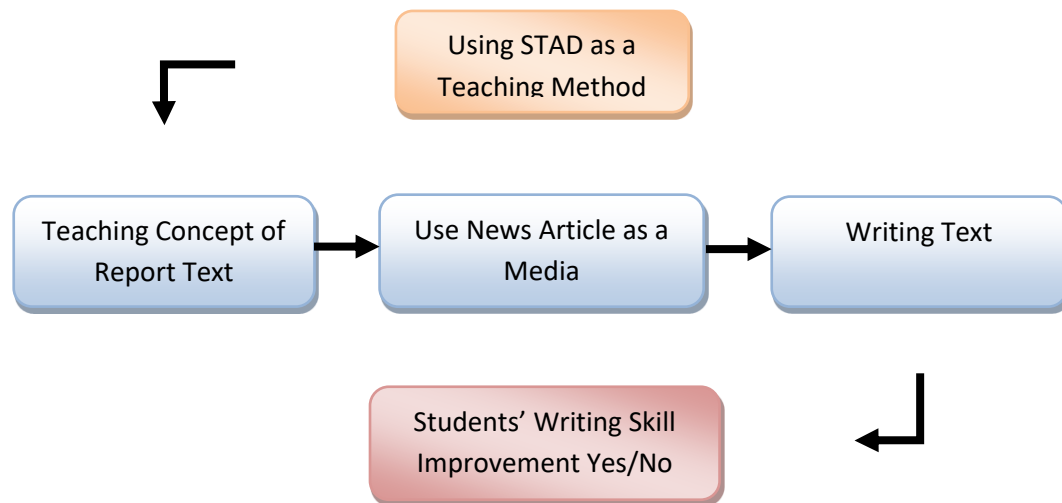 Using STAD as a
Teaching Method
Teaching Concept of
Report Text
Use News Article as a
Media
Writing Text
Students’ Writing Skill
Improvement Yes/No